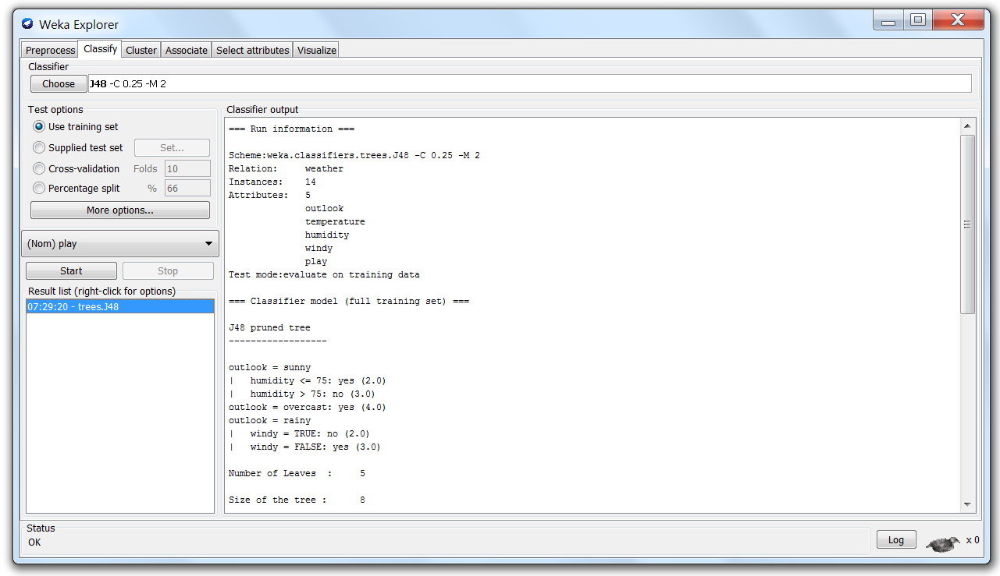 Weka Explorer
Preprocess Classify Cluster Associate Select attributes Visualize
Classifier
Choose J48 -C 0.25 -M 2
Test options
Use training set
Supplied test set Set...
Cross-validation Folds 10
Percentage split % 66
More options...
(Nom) play
Start Stop
Result list (right-click for options)
07:29:20 - trees.J48
Classifier output
=== Run information ===
Scheme:weka.classifiers.trees.J48 -C 0.25 -M 2
Relation: weather
Instances: 14
Attributes: 5
outlook
temperature
humidity
windy
play
Test mode:evaluate on training data
=== Classifier model (full training set) ===
J48 pruned tree
------------------
outlook = sunny
| humidity <= 75: yes (2.0)
| humidity > 75: no (3.0)
outlook = overcast: yes (4.0)
outlook = rainy
| windy = TRUE: no (2.0)
| windy = FALSE: yes (3.0)
Number of Leaves : 5
Size of the tree : 8
Status
OK
Log x 0